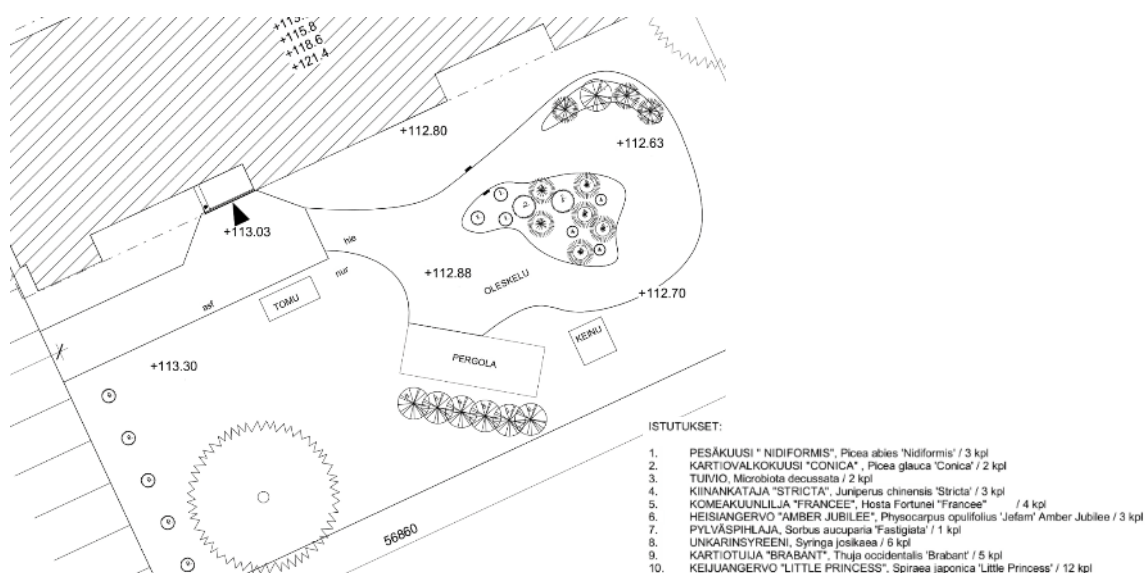 +115.8
+118.6
+121.4
+112.80
+112.63
+113.03
hie
+112.88
nur
OLESKELU
+112.70
asf
TOMU
KEINU
PERGOLA
+113.30
56860
ISTUTUKSET:
1. PESÄKUUSI " NIDIFORMIS", Picea abies 'Nidiformis' / 3 kpl
2. KARTIOVALKOKUUSI "CONICA" , Picea glauca 'Conica' / 2 kpl
3. TUIVIO, Microbiota decussata / 2 kpl
4. KIINANKATAJA "STRICTA", Juniperus chinensis 'Stricta' / 3 kpl
5. KOMEAKUUNLILJA "FRANCEE", Hosta Fortunei "Francee" / 4 kpl
6. HEISIANGERVO "AMBER JUBILEE", Physocarpus opulifolius 'Jefam' Amber Jubilee / 3 kpl
7. PYLVÄSPIHLAJA, Sorbus aucuparia 'Fastigiata' / 1 kpl
8. UNKARINSYREENI, Syringa josikaea / 6 kpl
9. KARTIOTUIJA "BRABANT", Thuja occidentalis 'Brabant' / 5 kpl
10. KEIJUANGERVO "LITTLE PRINCESS", Spiraea japonica 'Little Princess' / 12 kpl